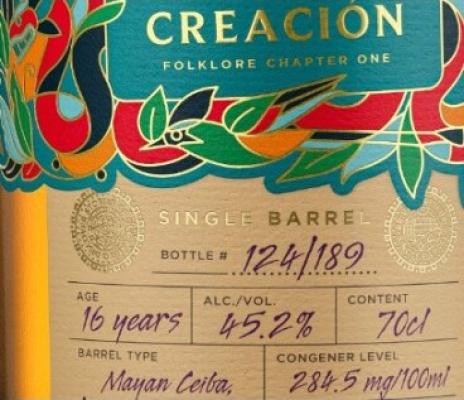 CREACIÓN
FOLKLORE CHAPTER ONE
SINGLE BARREL
BOTTLE # 124/189
AGE ALC./VOL. CONTENT
16 years 45.2% 70cl
BARREL TYPE CONGENER LEVEL
Mayan Ceiba, 284.5 mg/100ml